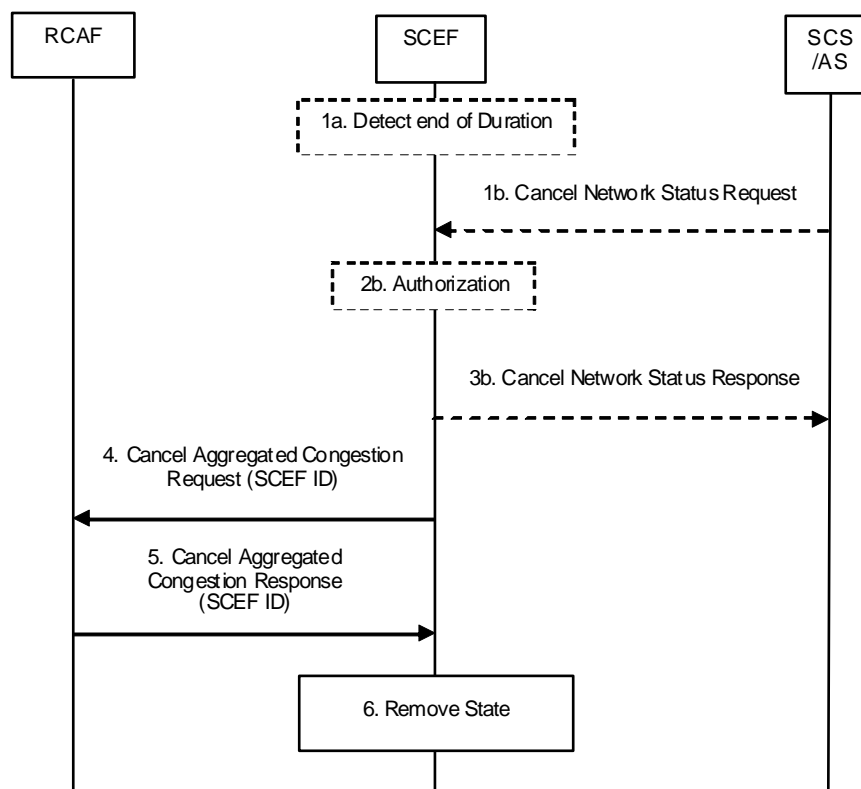 RCAF
SCEF
SCS
/AS
1a. Detect end of Duration
1b. Cancel Network Status Request
2b. Authorization
3b. Cancel Network Status Response
4. Cancel Aggregated Congestion
Request (SCEF ID)
5. Cancel Aggregated
Congestion Response
(SCEF ID)
6. Remove State